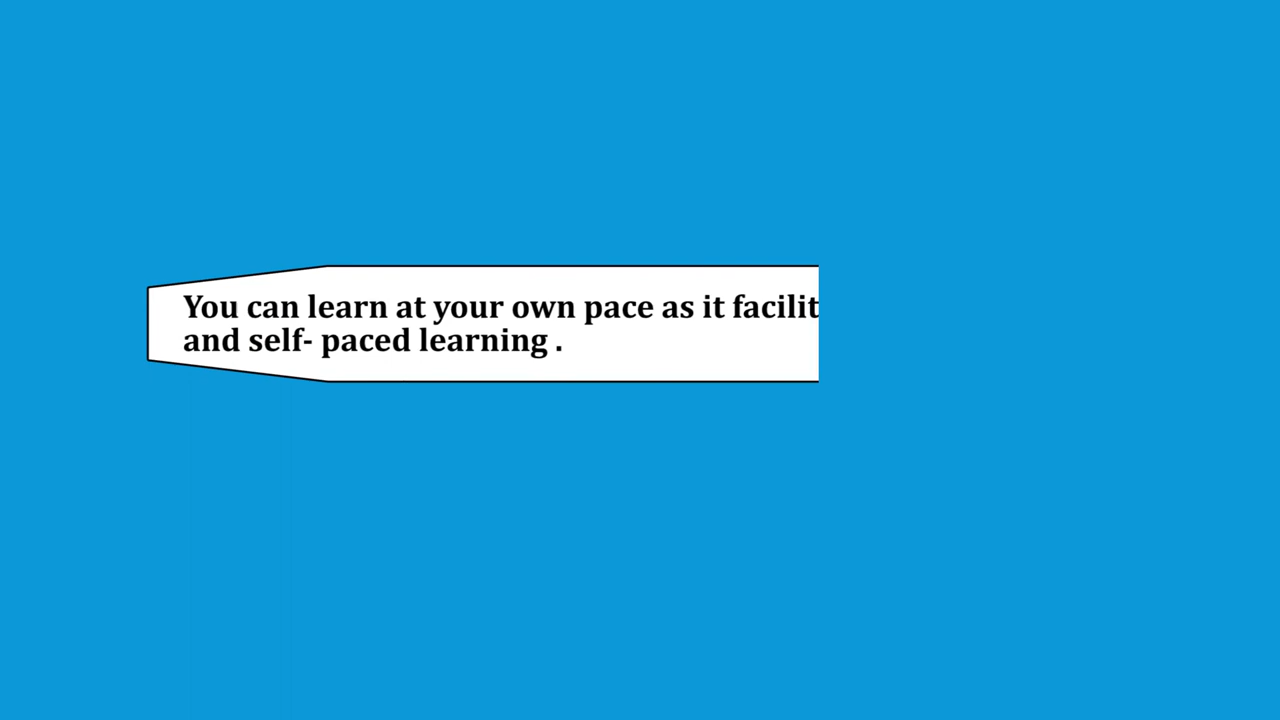 You can learn at your own pace as it facilit
and self- paced learning .